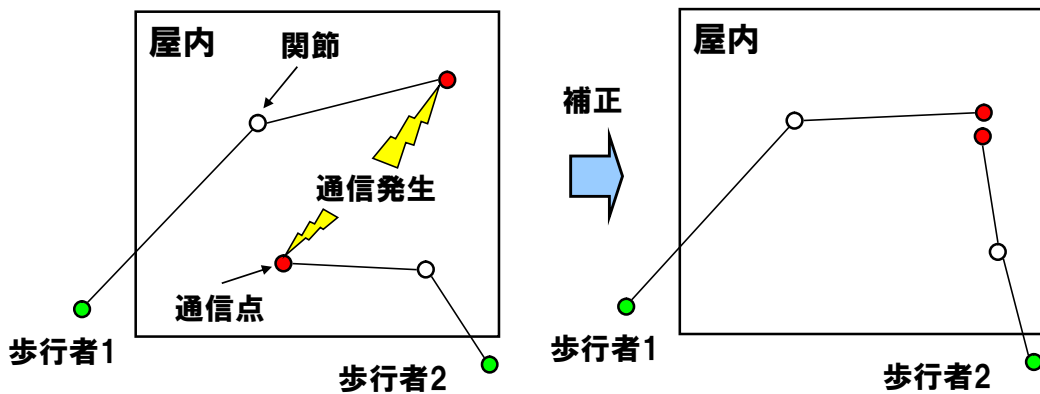 屋内
関節
通信発生
通信点
歩行者1
歩行者2
補正
屋内
歩行者1
歩行者2